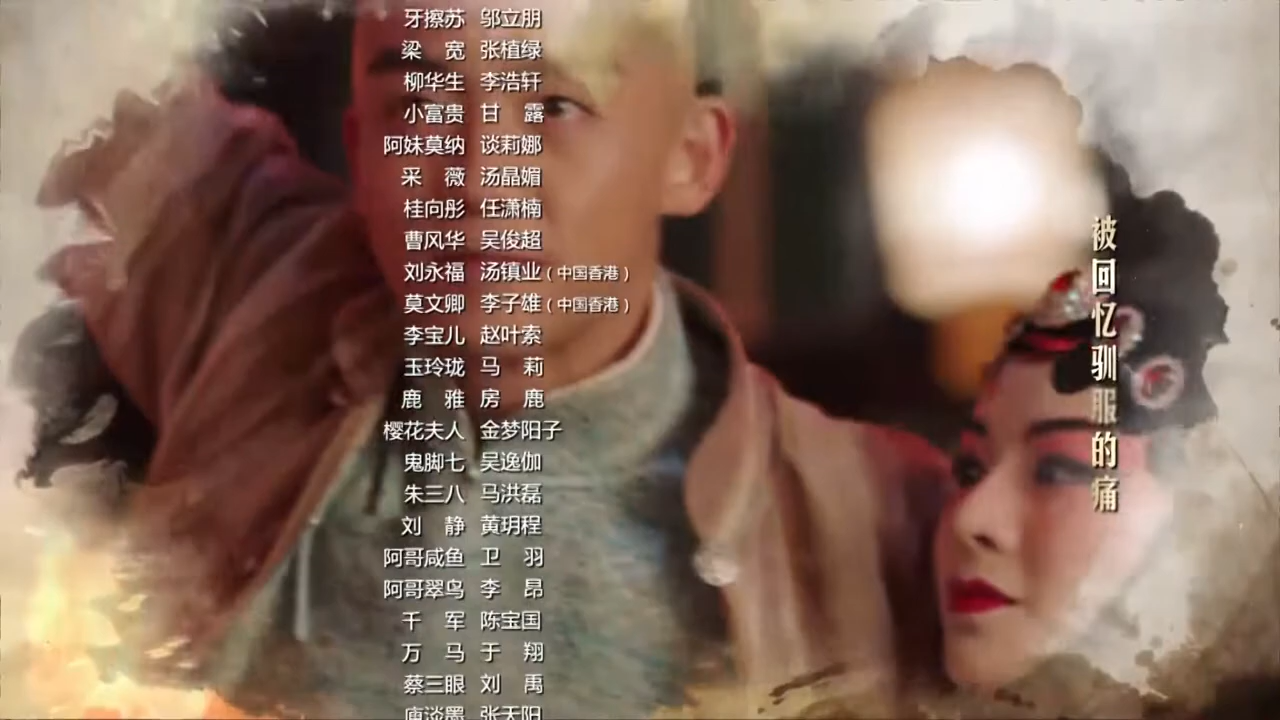 牙擦苏 邬立朋
梁 宽 张植绿
柳华生 李浩轩
小富贵 甘 露
阿妹莫纳 谈莉娜
采 薇 汤晶媚
桂向彤 任潇楠
曹风华 吴俊超
刘永福 汤镇业（中国香港）
莫文卿 李子雄（中国香港）
李宝儿 赵叶索
玉玲珑 马 莉
鹿 雅 房 鹿
樱花夫人 金梦阳子
鬼脚七 吴逸伽
朱三八 马洪磊
刘 静 黄玥程
阿哥咸鱼 卫 羽
阿哥翠鸟 李 昂
千 军 陈宝国
万 马 于 翔
蔡三眼 刘 禹
庾淡墨 张天阳
被回忆驯服的痛